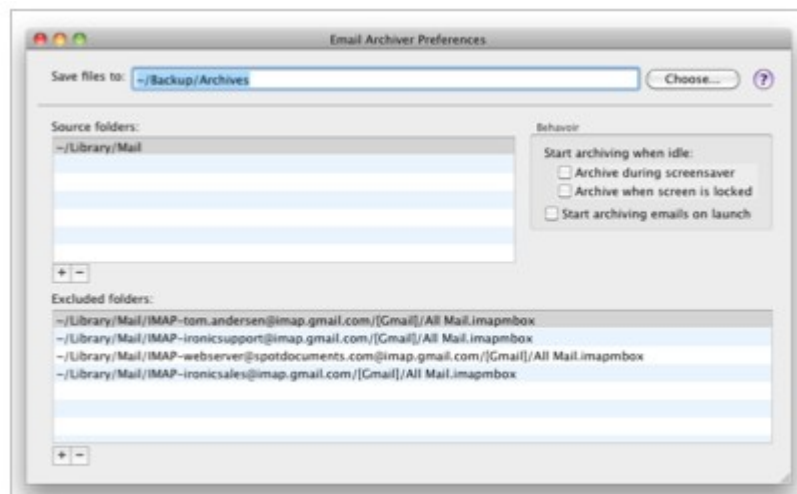 Email Archiver Preferences
Save files to: ~/Backup/Archives Choose... ?
Source folders:
~/Library/Mail
+ −
Behavoir
Start archiving when idle:
Archive during screensaver
Archive when screen is locked
Start archiving emails on launch
Excluded folders:
~/Library/Mail/IMAP-tom.andersen@imap.gmail.com/[Gmail]/All Mail.imapmbox
~/Library/Mail/IMAP-ironicsupport@imap.gmail.com/[Gmail]/All Mail.imapmbox
~/Library/Mail/IMAP-webserver@spotdocuments.com@imap.gmail.com/[Gmail]/All Mail.imapmbox
~/Library/Mail/IMAP-ironicsales@imap.gmail.com/[Gmail]/All Mail.imapmbox
+ −